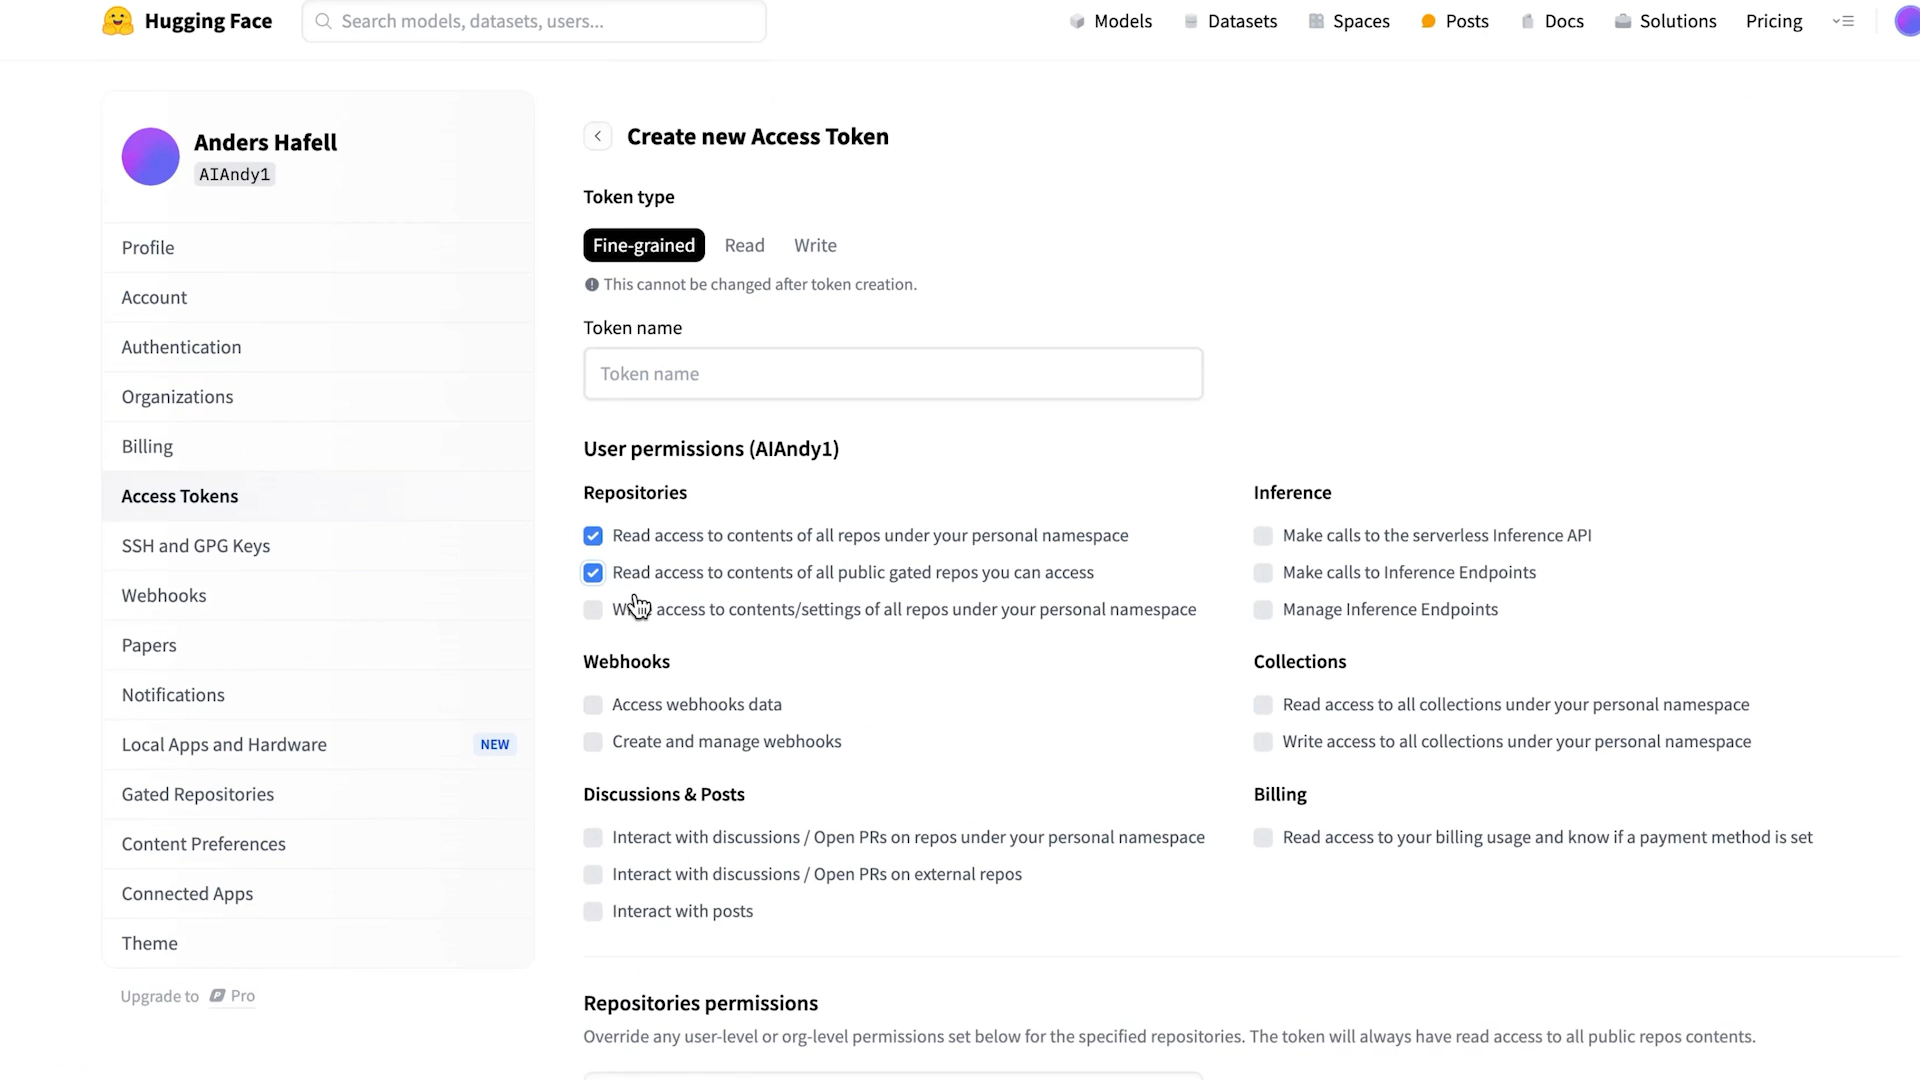 Hugging Face
Search models, datasets, users...
Models
Datasets
Spaces
Posts
Docs
Solutions
Pricing
Anders Hafell
AIAndy1
Profile
Account
Authentication
Organizations
Billing
Access Tokens
SSH and GPG Keys
Webhooks
Papers
Notifications
Local Apps and Hardware NEW
Gated Repositories
Content Preferences
Connected Apps
Theme
Upgrade to Pro
Create new Access Token
Token type
Fine-grained Read Write
This cannot be changed after token creation.
Token name
Token name
User permissions (AIAndy1)
Repositories
Read access to contents of all repos under your personal namespace
Read access to contents of all public gated repos you can access
access to contents/settings of all repos under your personal namespace
Webhooks
Access webhooks data
Create and manage webhooks
Discussions & Posts
Interact with discussions / Open PRs on repos under your personal namespace
Interact with discussions / Open PRs on external repos
Interact with posts
Inference
Make calls to the serverless Inference API
Make calls to Inference Endpoints
Manage Inference Endpoints
Collections
Read access to all collections under your personal namespace
Write access to all collections under your personal namespace
Billing
Read access to your billing usage and know if a payment method is set
Repositories permissions
Override any user-level or org-level permissions set below for the specified repositories. The token will always have read access to all public repos contents.